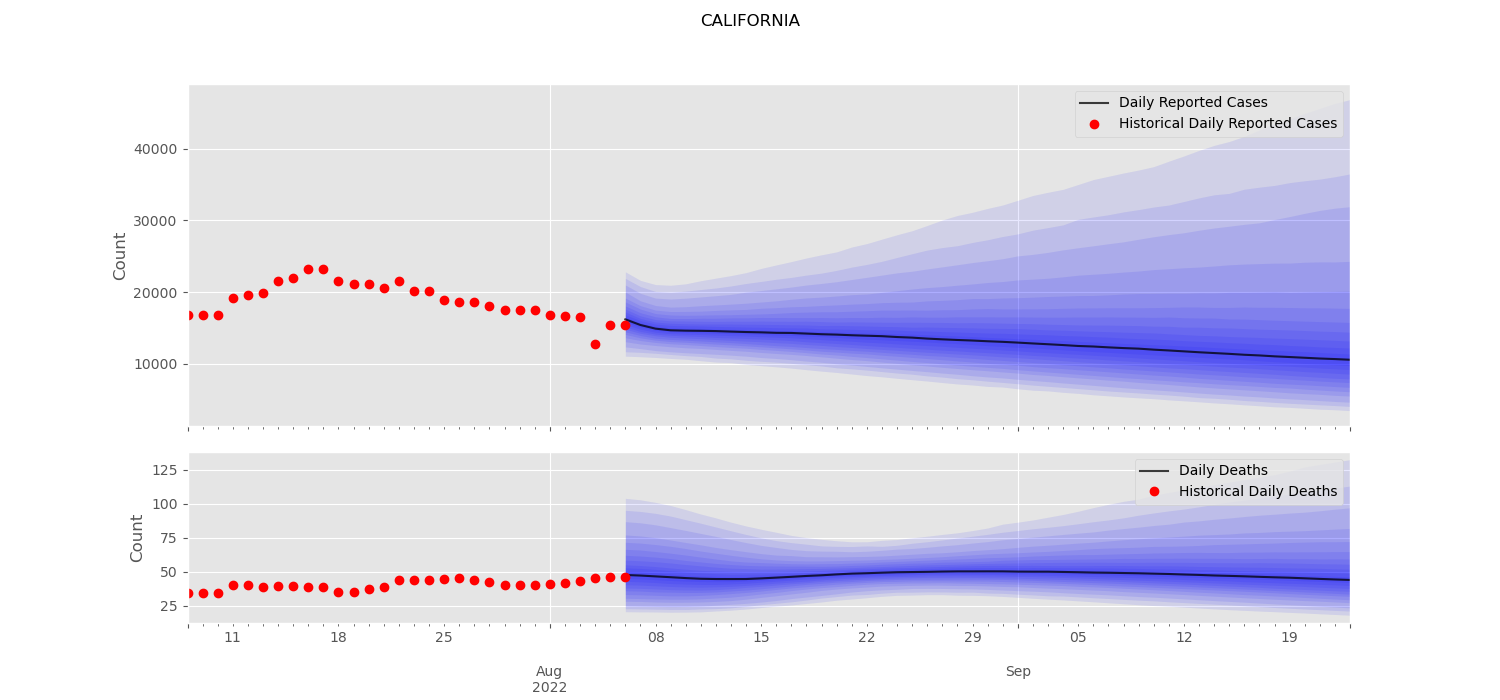 CALIFORNIA
Daily Reported Cases
Historical Daily Reported Cases
Count
40000
30000
20000
10000
Daily Deaths
Historical Daily Deaths
Count
125
100
75
50
25
11 18 25 08 15 22 29 05 12 19
Aug Sep
2022